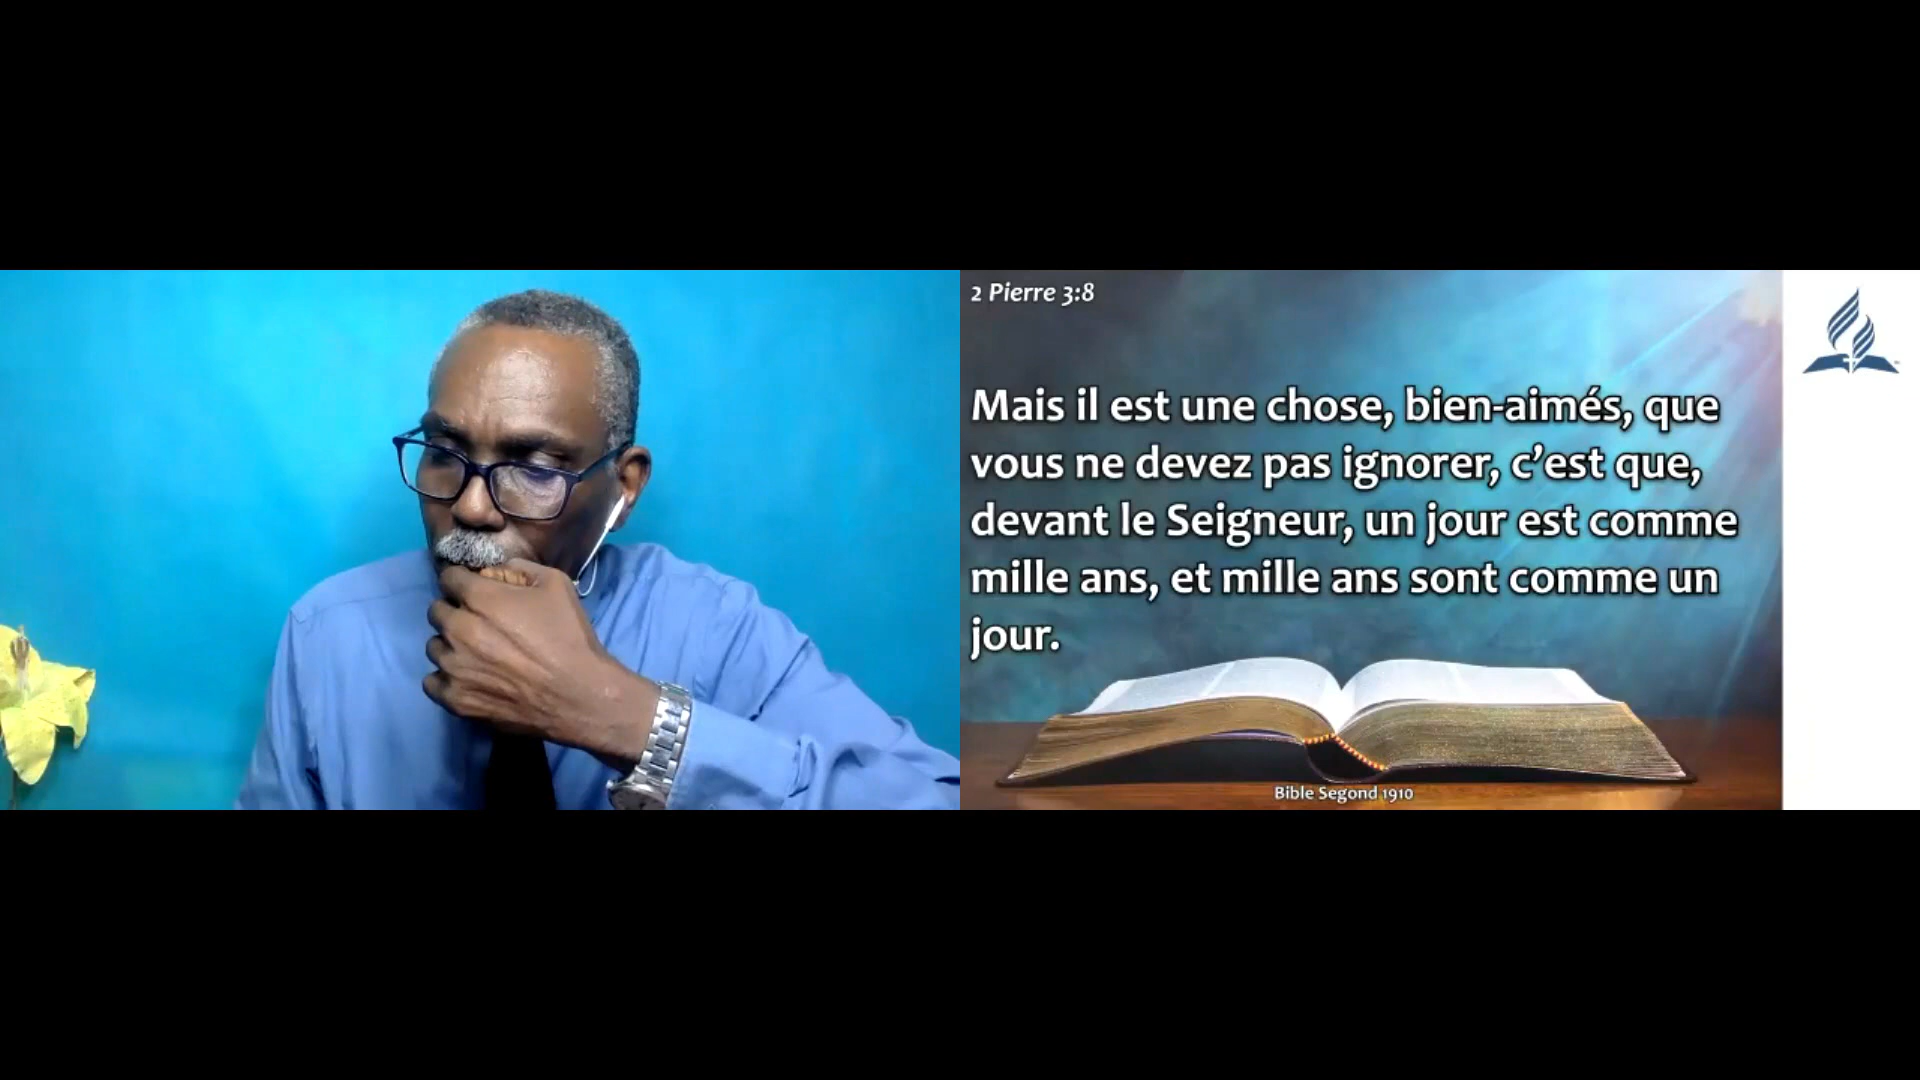 2 Pierre 3:8
Mais il est une chose, bien-aimés, que
vous ne devez pas ignorer, c’est que,
devant le Seigneur, un jour est comme
mille ans, et mille ans sont comme un
jour.
Bible Segond 1910